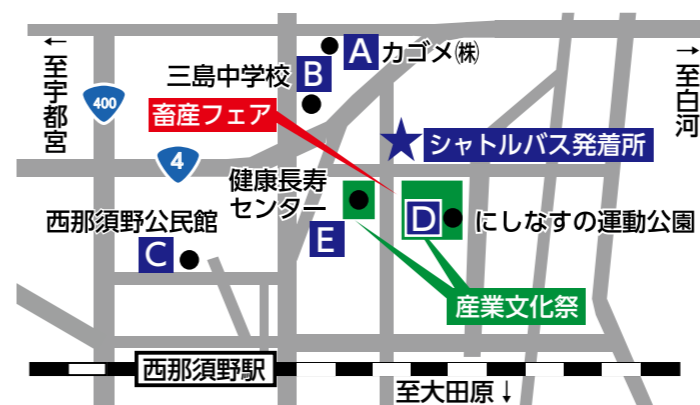 ←至宇都宮
400
三島中学校
B
A
カゴメ㈱
→至白河
畜産フェア
4
シャトルバス発着所
健康長寿
センター
E
西那須野公民館
C
D
にしなすの運動公園
産業文化祭
西那須野駅
至大田原↓